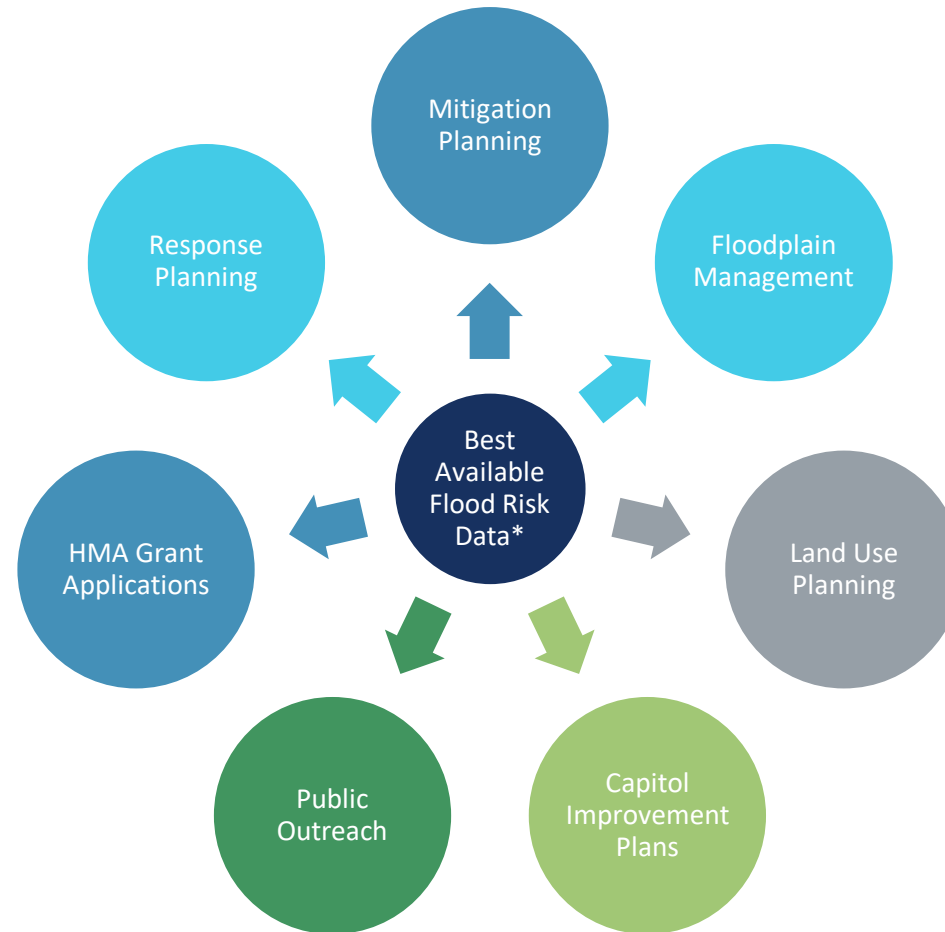 Mitigation
Planning
Response
Planning
Floodplain
Management
Best
Available
Flood Risk
Data*
HMA Grant
Applications
Land Use
Planning
Public
Outreach
Capitol
Improvement
Plans